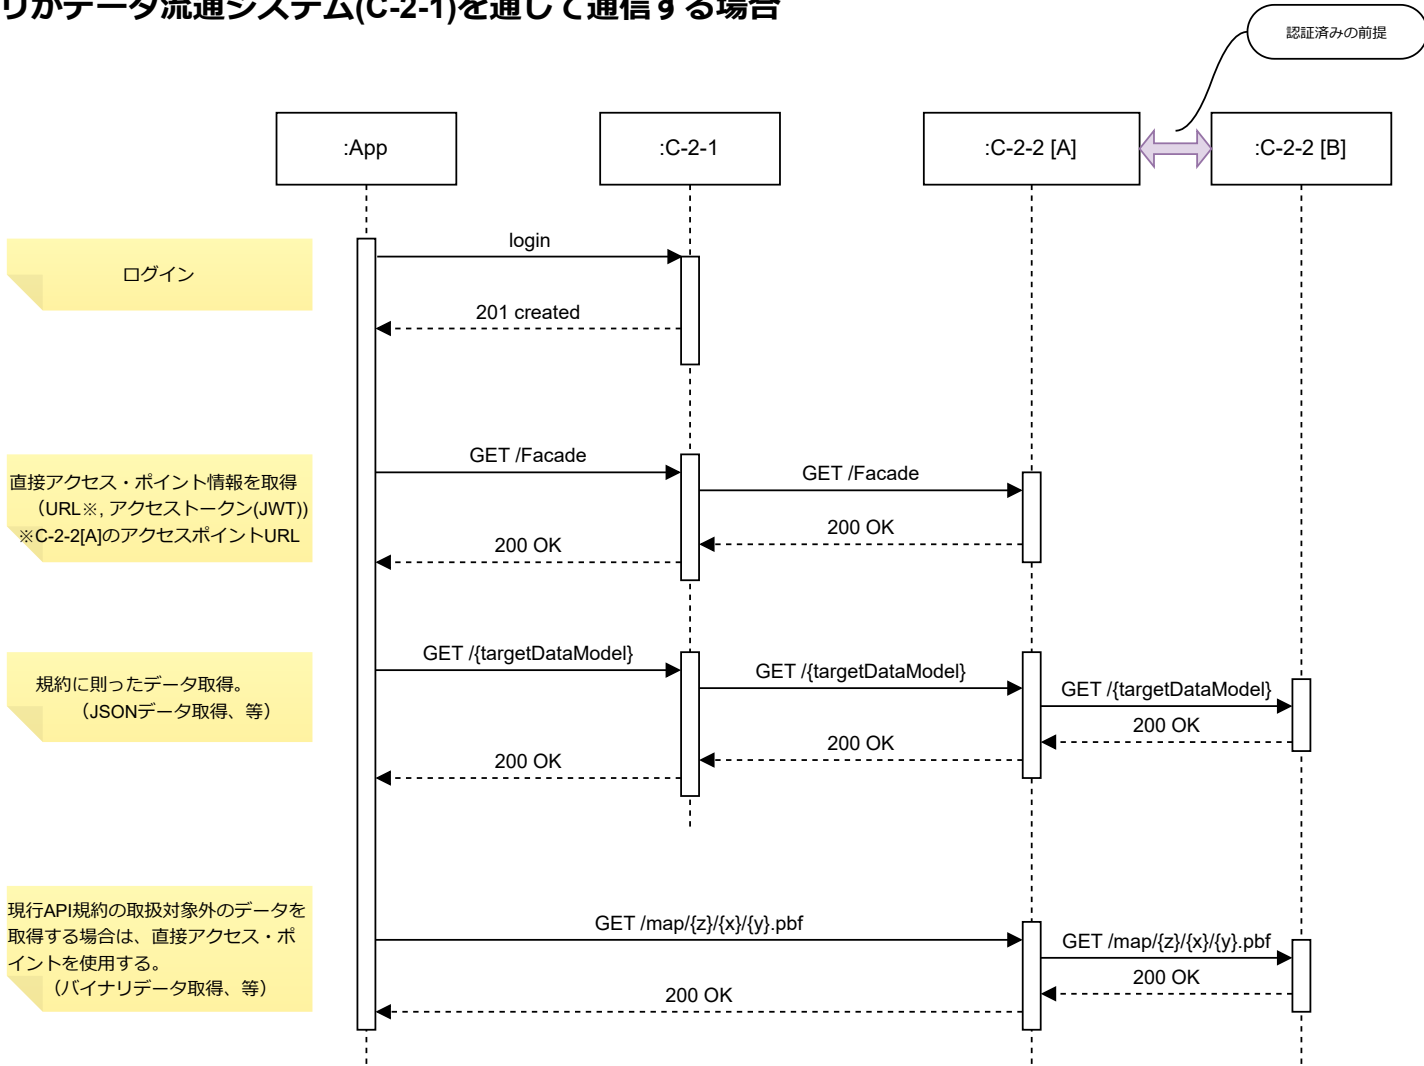 リがデータ流通システム(C-2-1)を通して通信する場合
認証済みの前提
:App
:C-2-1
:C-2-2 [A]
:C-2-2 [B]
ログイン
login
201 created
直接アクセス・ポイント情報を取得
（URL※, アクセストークン(JWT))
※C-2-2[A]のアクセスポイントURL
GET /Facade
GET /Facade
200 OK
200 OK
規約に則ったデータ取得。
（JSONデータ取得、等）
GET /{targetDataModel}
GET /{targetDataModel}
GET /{targetDataModel}
200 OK
200 OK
200 OK
現行API規約の取扱対象外のデータを
取得する場合は、直接アクセス・ポ
イントを使用する。
（バイナリデータ取得、等）
GET /map/{z}/{x}/{y}.pbf
GET /map/{z}/{x}/{y}.pbf
200 OK
200 OK